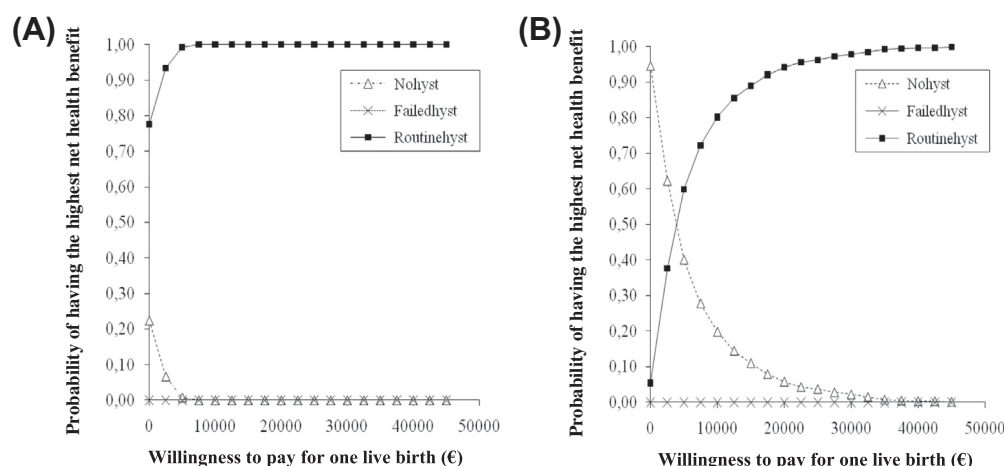 (A)
Probability of having the highest net health benefit
1,00
0,90
0,80
0,70
0,60
0,50
0,40
0,30
0,20
0,10
0,00
Nohyst
Failedhyst
Routinehyst
0 10000 20000 30000 40000 50000
Willingness to pay for one live birth (€)
(B)
Probability of having the highest net health benefit
1,00
0,90
0,80
0,70
0,60
0,50
0,40
0,30
0,20
0,10
0,00
Nohyst
Failedhyst
Routinehyst
0 10000 20000 30000 40000 50000
Willingness to pay for one live birth (€)